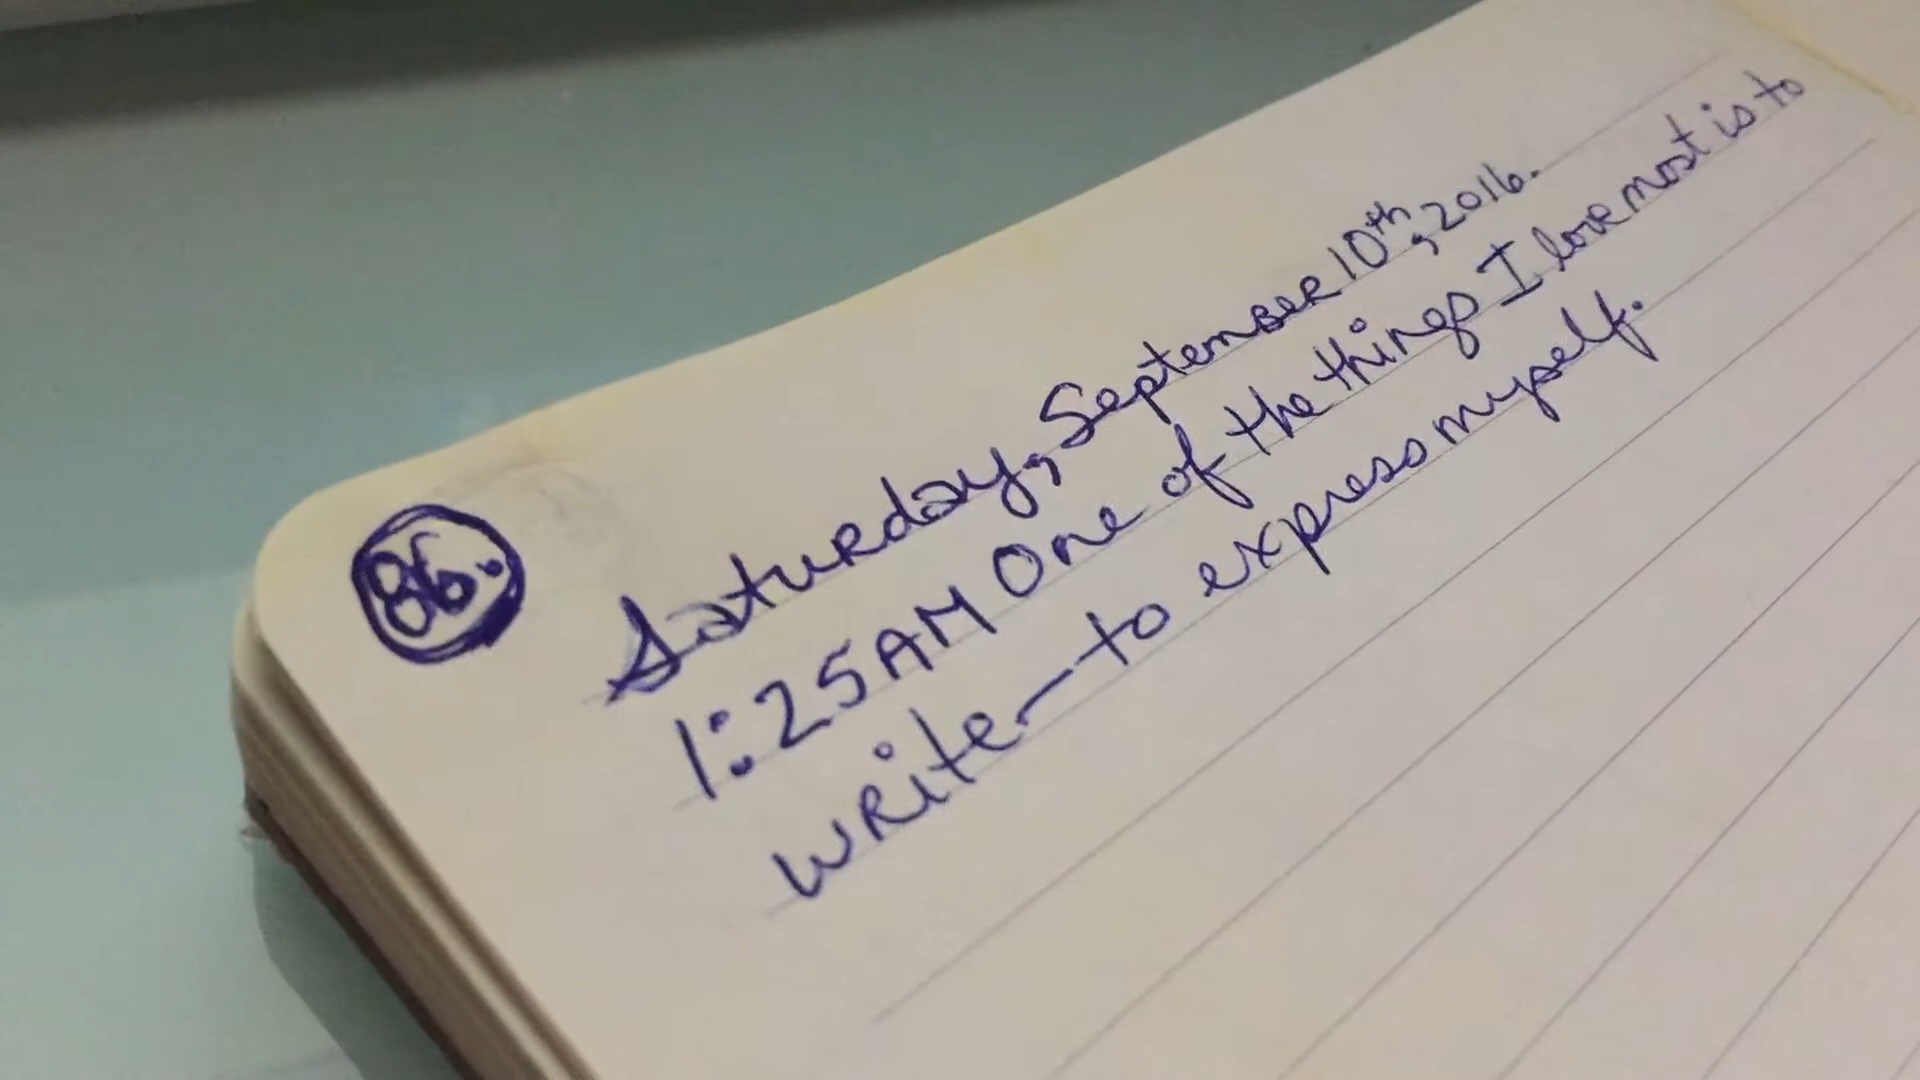 86.
Saturday, September 10th, 2016.
1:25AM One of the things I love most is to
write—to express myself.